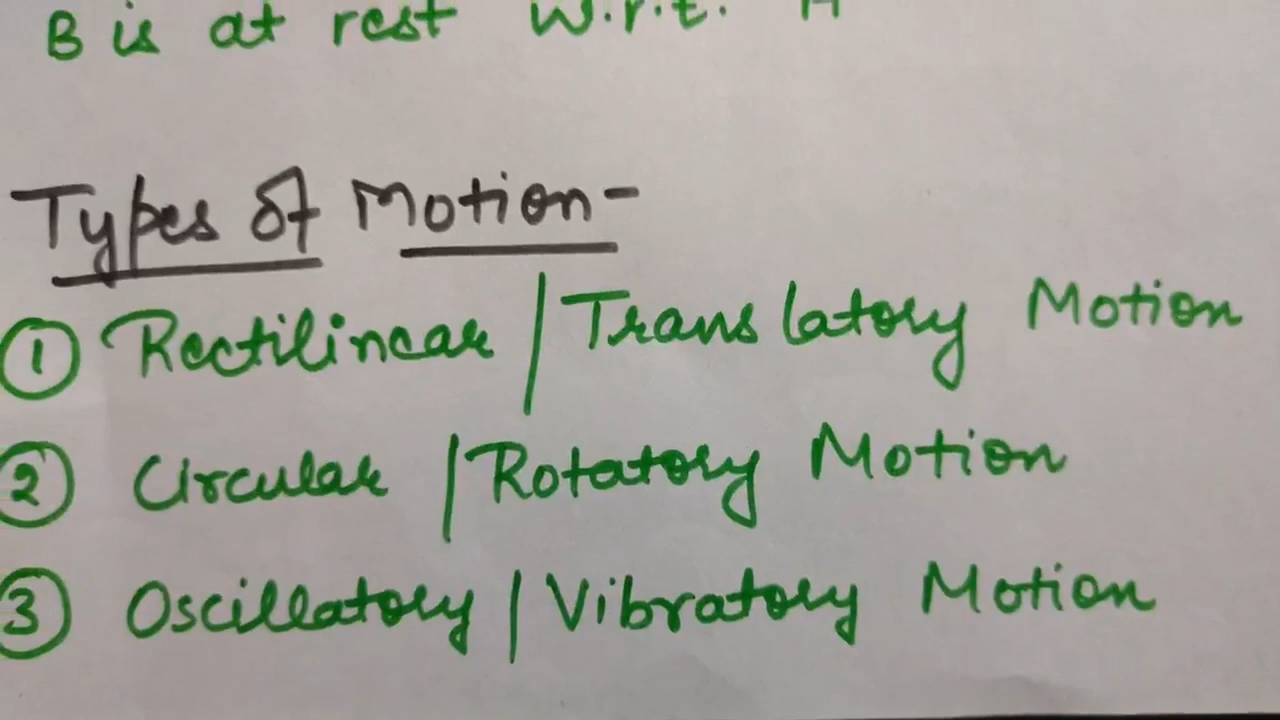 B is at rest w.r.t. A
Types of Motion-
1 Rectilinear / Translatory Motion
2 Circular / Rotatory Motion
3 Oscillatory / Vibratory Motion